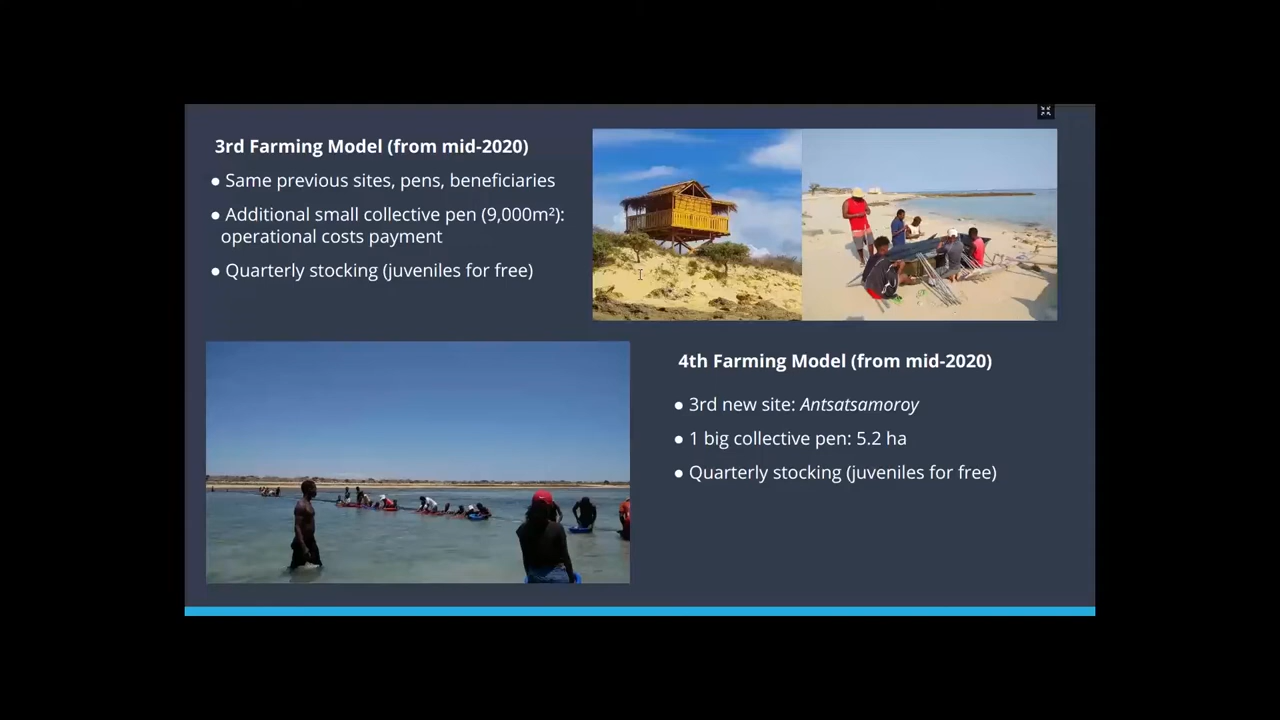 3rd Farming Model (from mid-2020)
● Same previous sites, pens, beneficiaries
● Additional small collective pen (9,000m²):
operational costs payment
● Quarterly stocking (juveniles for free)
4th Farming Model (from mid-2020)
● 3rd new site: Antsatsamoroy
● 1 big collective pen: 5.2 ha
● Quarterly stocking (juveniles for free)